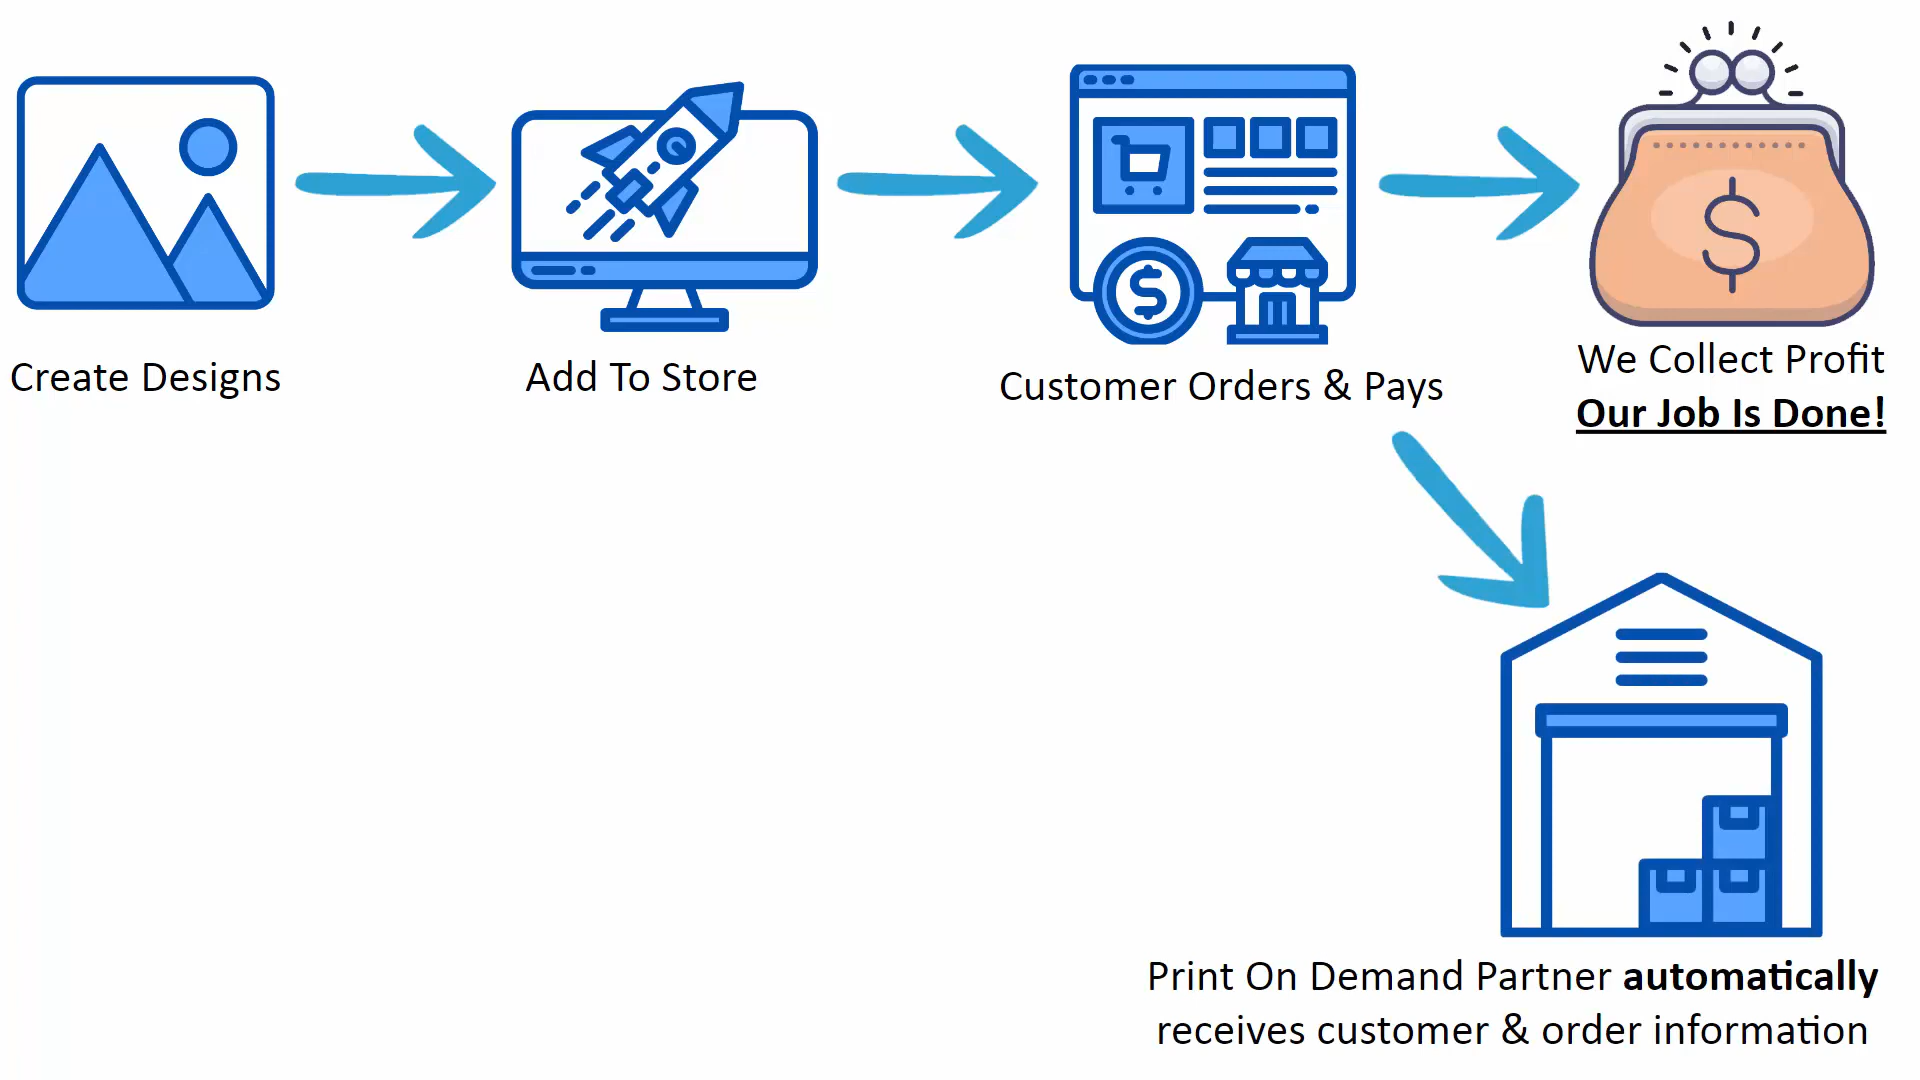 Create Designs
Add To Store
Customer Orders & Pays
We Collect Profit
Our Job Is Done!
Print On Demand Partner automatically
receives customer & order information